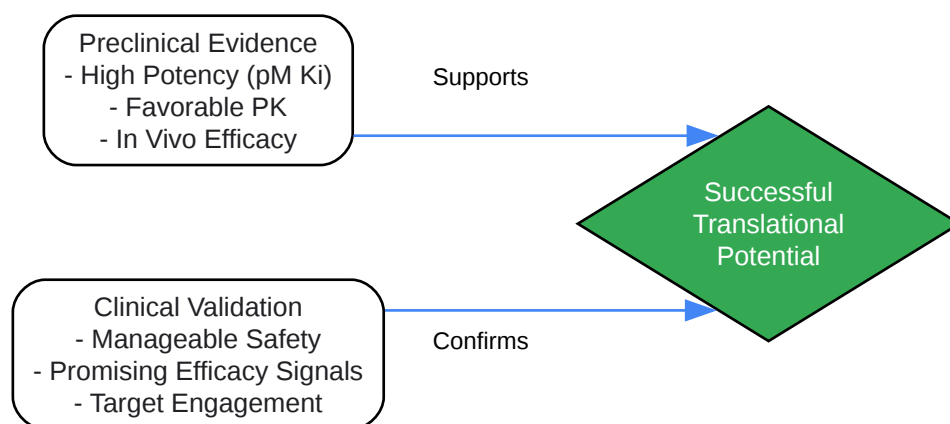 Preclinical Evidence
- High Potency (pM Ki)
- Favorable PK
- In Vivo Efficacy
Supports
Successful
Translational
Potential
Clinical Validation
- Manageable Safety
- Promising Efficacy Signals
- Target Engagement
Confirms